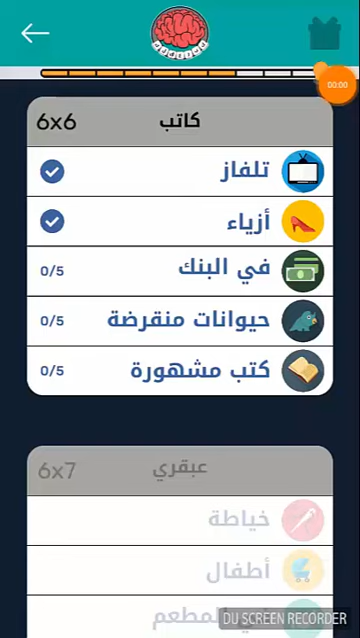 00:00
كاتب 6x6
تلفاز
أزياء
في البنك 0/5
حيوانات منقرضة 0/5
كتب مشهورة 0/5
عبقري 6x7
خياطة
أطفال
المطعم
DU SCREEN RECORDER